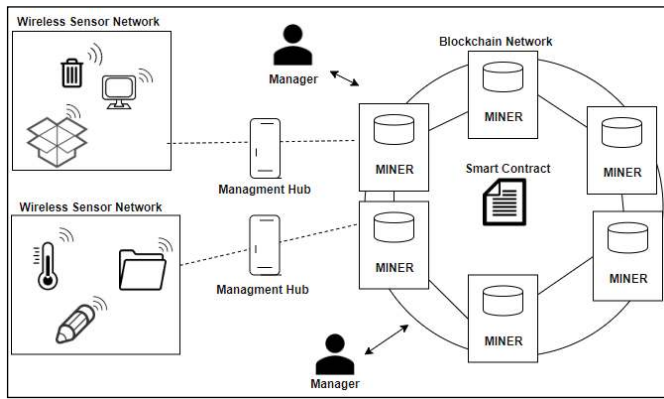 Wireless Sensor Network
Manager
Blockchain Network
MINER
MINER
MINER
Managment Hub
Smart Contract
Wireless Sensor Network
MINER
MINER
Managment Hub
MINER
Manager